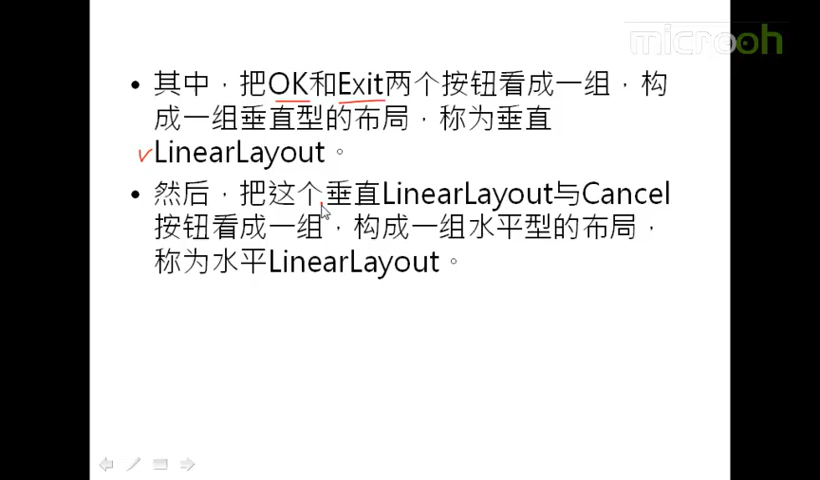 microoh
• 其中，把OK和Exit两个按钮看成一组，构
成一组垂直型的布局，称为垂直
LinearLayout。
• 然后，把这个垂直LinearLayout与Cancel
按钮看成一组，构成一组水平型的布局，
称为水平LinearLayout。